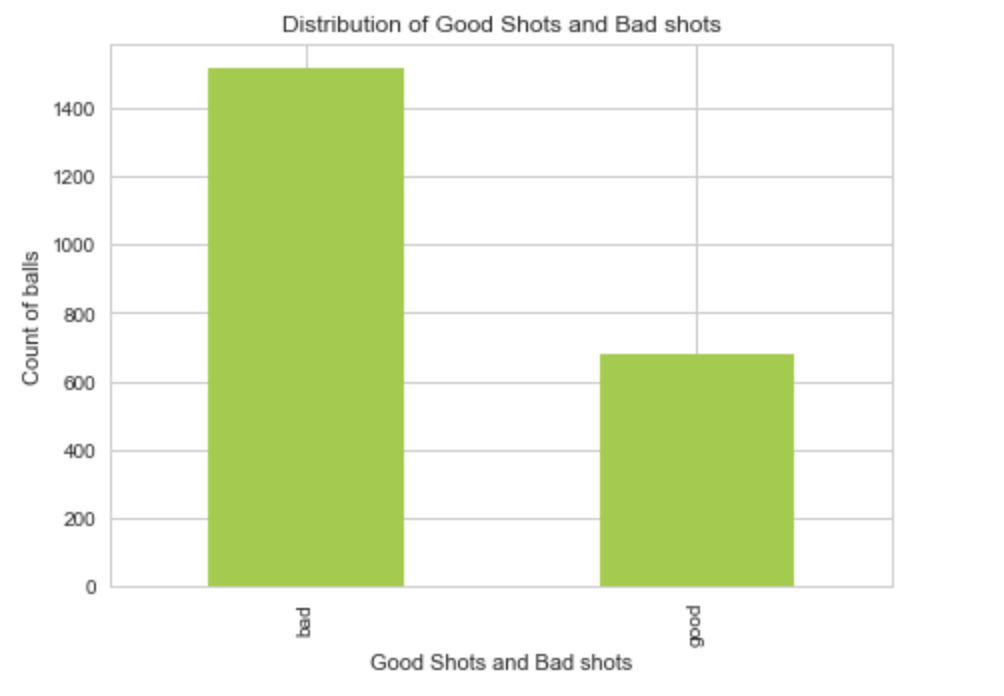 Distribution of Good Shots and Bad shots
1400
1200
1000
800
600
400
200
0
Count of balls
bad
good
Good Shots and Bad shots